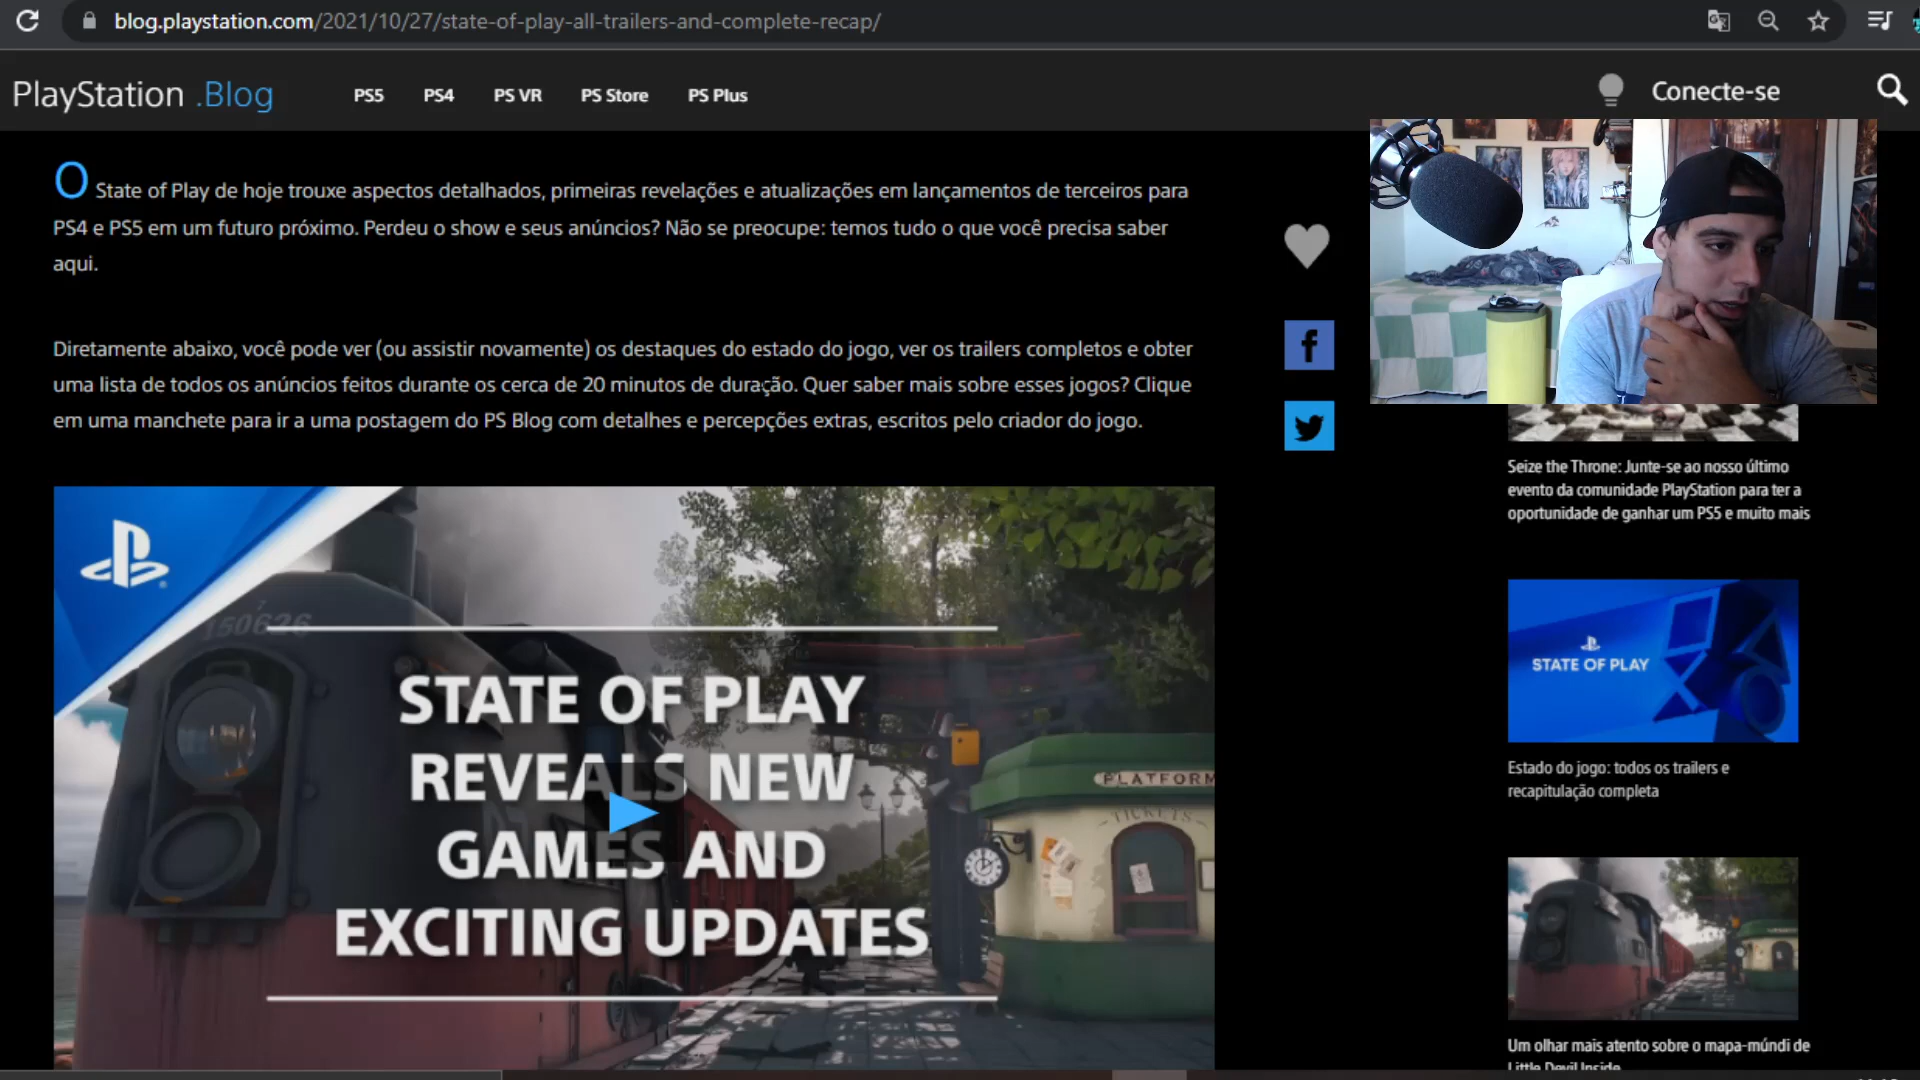 blog.playstation.com/2021/10/27/state-of-play-all-trailers-and-complete-recap/
PlayStation .Blog
PS5
PS4
PS VR
PS Store
PS Plus
Conecte-se
O State of Play de hoje trouxe aspectos detalhados, primeiras revelações e atualizações em lançamentos de terceiros para
PS4 e PS5 em um futuro próximo. Perdeu o show e seus anúncios? Não se preocupe: temos tudo o que você precisa saber
aqui.
Diretamente abaixo, você pode ver (ou assistir novamente) os destaques do estado do jogo, ver os trailers completos e obter
uma lista de todos os anúncios feitos durante os cerca de 20 minutos de duração. Quer saber mais sobre esses jogos? Clique
em uma manchete para ir a uma postagem do PS Blog com detalhes e percepções extras, escritos pelo criador do jogo.
7
150626
STATE OF PLAY
REVEALS NEW
GAMES AND
EXCITING UPDATES
PLATFORM
TICKETS
Seize the Throne: Junte-se ao nosso último
evento da comunidade PlayStation para ter a
oportunidade de ganhar um PS5 e muito mais
STATE OF PLAY
Estado do jogo: todos os trailers e
recapitulação completa
Um olhar mais atento sobre o mapa-múndi de
Little Devil Inside